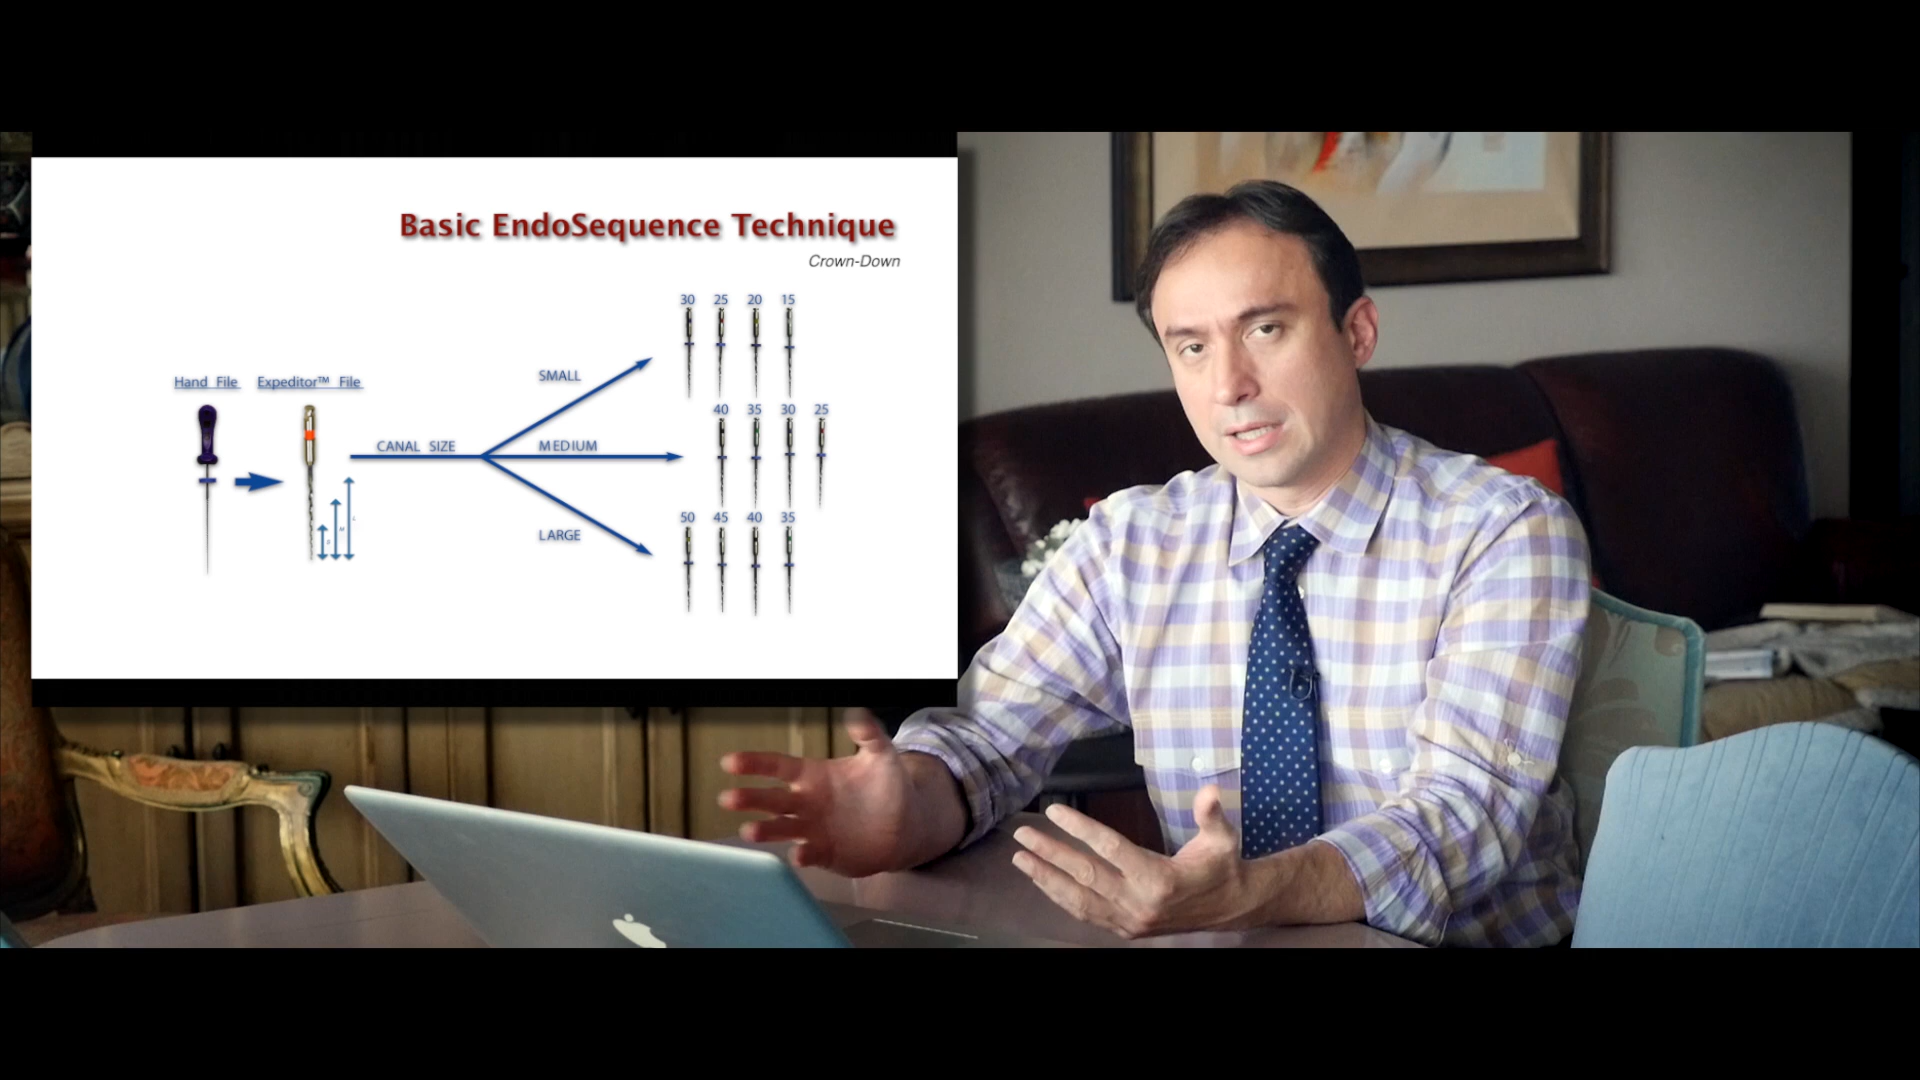 Basic EndoSequence Technique
Crown-Down
30 25 20 15
SMALL
Hand File Expeditor™ File
40 35 30 25
CANAL SIZE
MEDIUM
50 45 40 35
LARGE